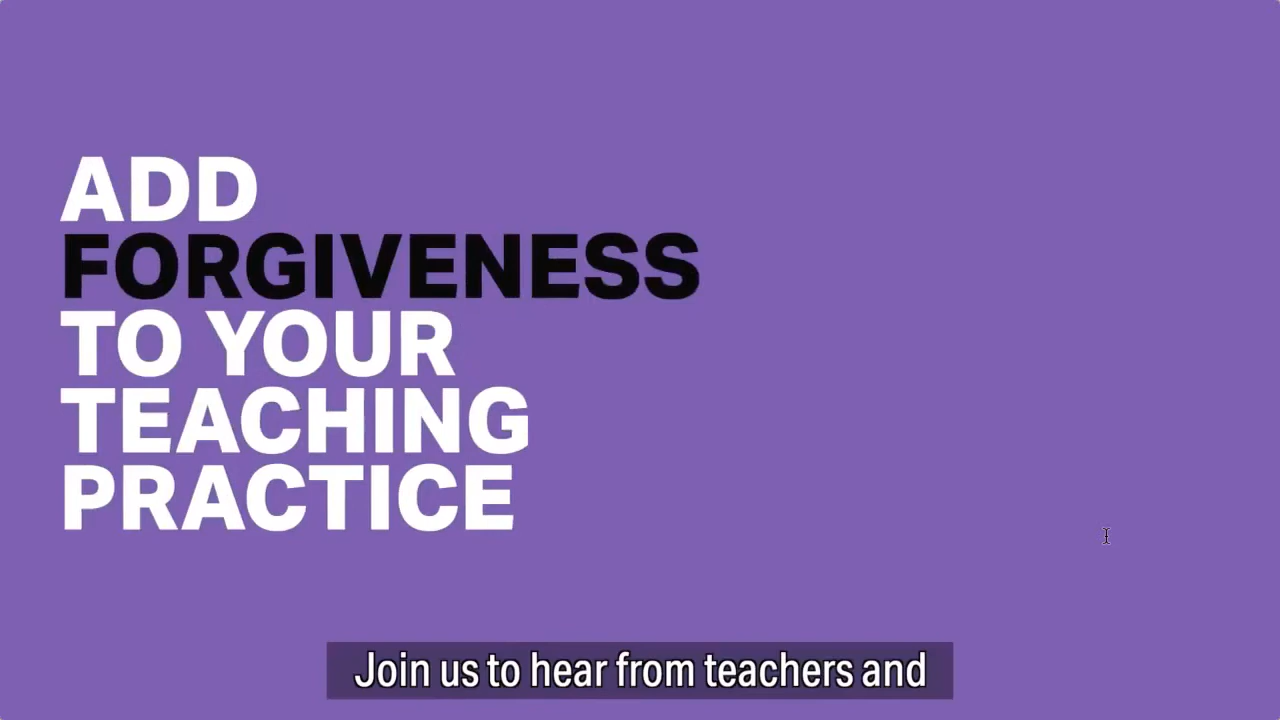 ADD
FORGIVENESS
TO YOUR
TEACHING
PRACTICE
Join us to hear from teachers and